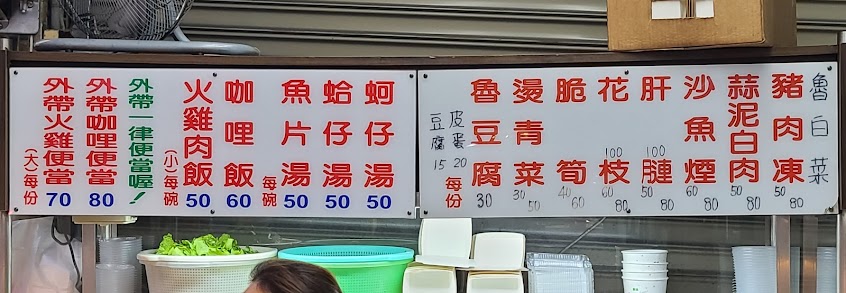 魯白菜
豬肉凍 50 80
蒜泥白肉 50 80
沙魚煙 60 80
肝臁 100 50 80
花枝 100 60 80
脆筍 40 60
燙青菜 30 50
魯豆腐 30
每份
皮蛋 20
豆腐 15
蚵仔湯 50
蛤仔湯 50
魚片湯 50
每碗
咖哩飯 60
火雞肉飯 50
(小)每碗
外帶一律便當喔！
外帶咖哩便當 80
外帶火雞便當 70
(大)每份